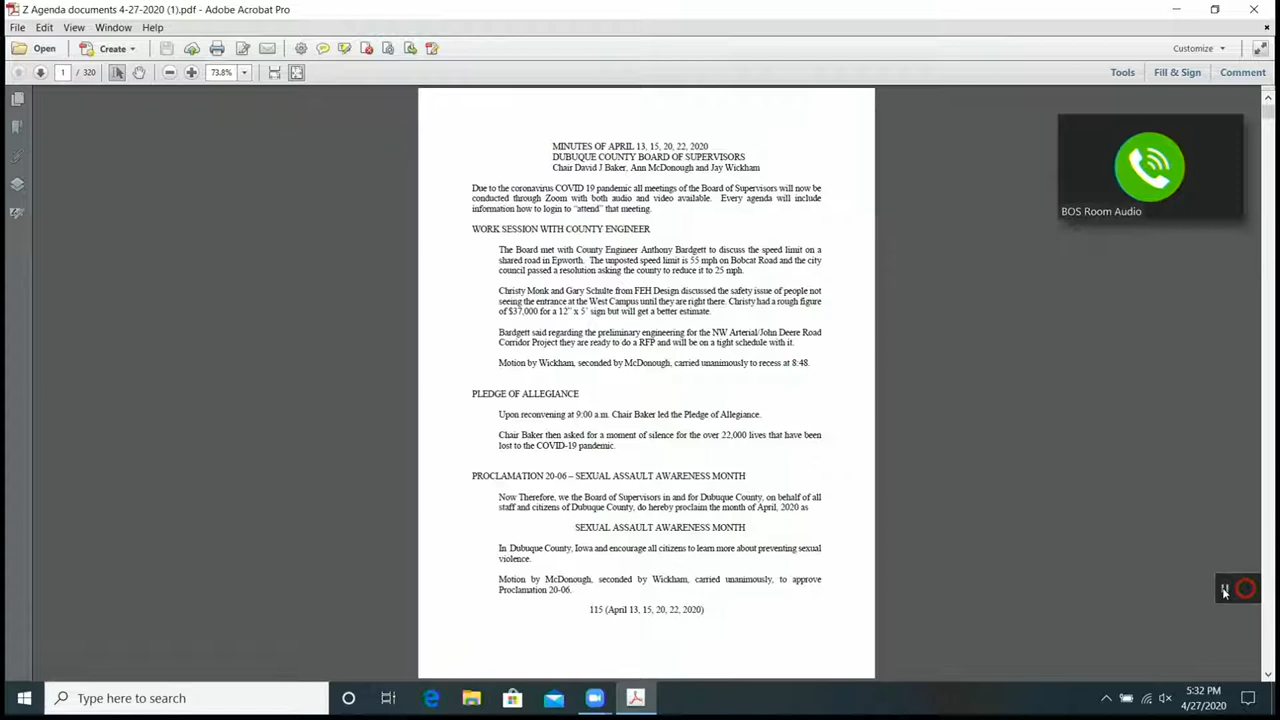 Z Agenda documents 4-27-2020 (1).pdf - Adobe Acrobat Pro
File Edit View Window Help
Open Create Customize
1 / 320 73.8% Tools Fill & Sign Comment
MINUTES OF APRIL 13, 15, 20, 22, 2020
DUBUQUE COUNTY BOARD OF SUPERVISORS
Chair David J Baker, Ann McDonough and Jay Wickham
Due to the coronavirus COVID 19 pandemic all meetings of the Board of Supervisors will now be
conducted through Zoom with both audio and video available. Every agenda will include
information how to login to "attend" that meeting.
WORK SESSION WITH COUNTY ENGINEER
The Board met with County Engineer Anthony Bardgett to discuss the speed limit on a
shared road in Epworth. The unposted speed limit is 55 mph on Bobcat Road and the city
council passed a resolution asking the county to reduce it to 25 mph.
Christy Monk and Gary Schulte from FEH Design discussed the safety issue of people not
seeing the entrance at the West Campus until they are right there. Christy had a rough figure
of $37,000 for a 12" x 5' sign but will get a better estimate.
Bardgett said regarding the preliminary engineering for the NW Arterial/John Deere Road
Corridor Project they are ready to do a RFP and will be on a tight schedule with it.
Motion by Wickham, seconded by McDonough, carried unanimously to recess at 8:48.
PLEDGE OF ALLEGIANCE
Upon reconvening at 9:00 a.m. Chair Baker led the Pledge of Allegiance.
Chair Baker then asked for a moment of silence for the over 22,000 lives that have been
lost to the COVID-19 pandemic.
PROCLAMATION 20-06 – SEXUAL ASSAULT AWARENESS MONTH
Now Therefore, we the Board of Supervisors in and for Dubuque County, on behalf of all
staff and citizens of Dubuque County, do hereby proclaim the month of April, 2020 as
SEXUAL ASSAULT AWARENESS MONTH
In Dubuque County, Iowa and encourage all citizens to learn more about preventing sexual
violence.
Motion by McDonough, seconded by Wickham, carried unanimously, to approve
Proclamation 20-06.
115 (April 13, 15, 20, 22, 2020)
BOS Room Audio
Type here to search
5:32 PM
4/27/2020